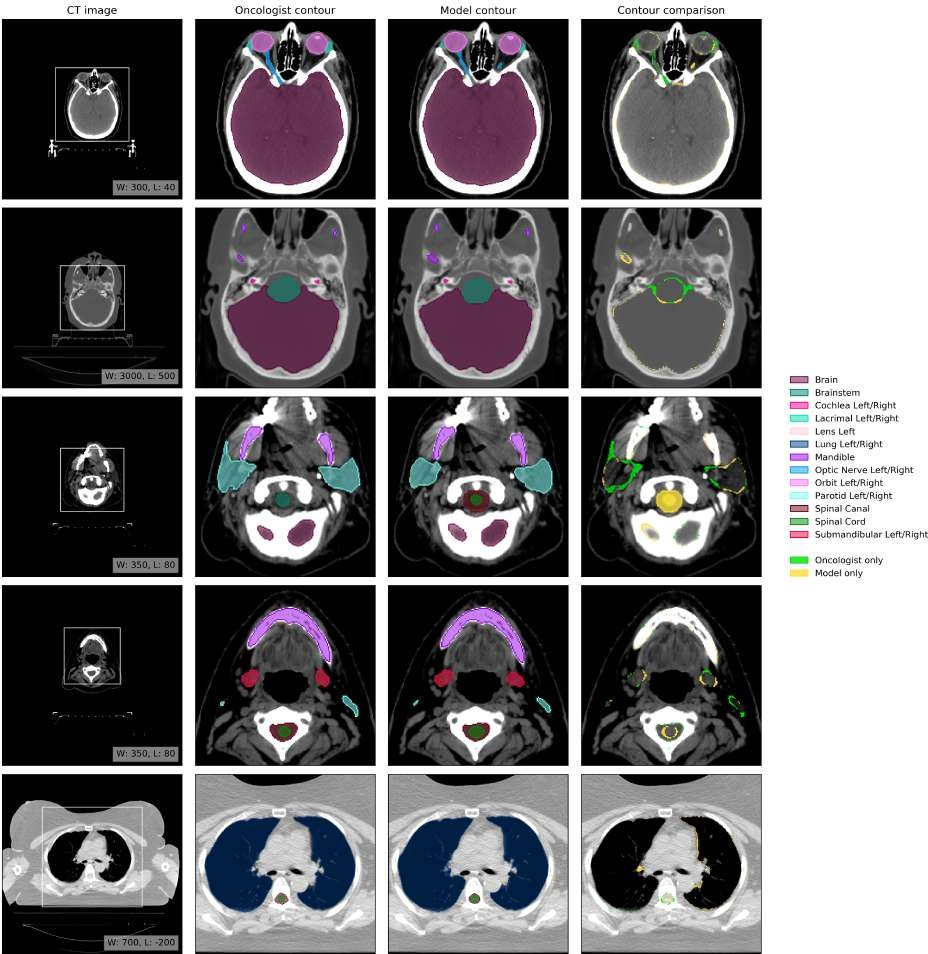 CT image
Oncologist contour
Model contour
Contour comparison
W: 300, L: 40
W: 3000, L: 500
W: 350, L: 80
W: 350, L: 80
W: 700, L: -200
Brain
Brainstem
Cochlea Left/Right
Lacrimal Left/Right
Lens Left
Lung Left/Right
Mandible
Optic Nerve Left/Right
Orbit Left/Right
Parotid Left/Right
Spinal Canal
Spinal Cord
Submandibular Left/Right
Oncologist only
Model only